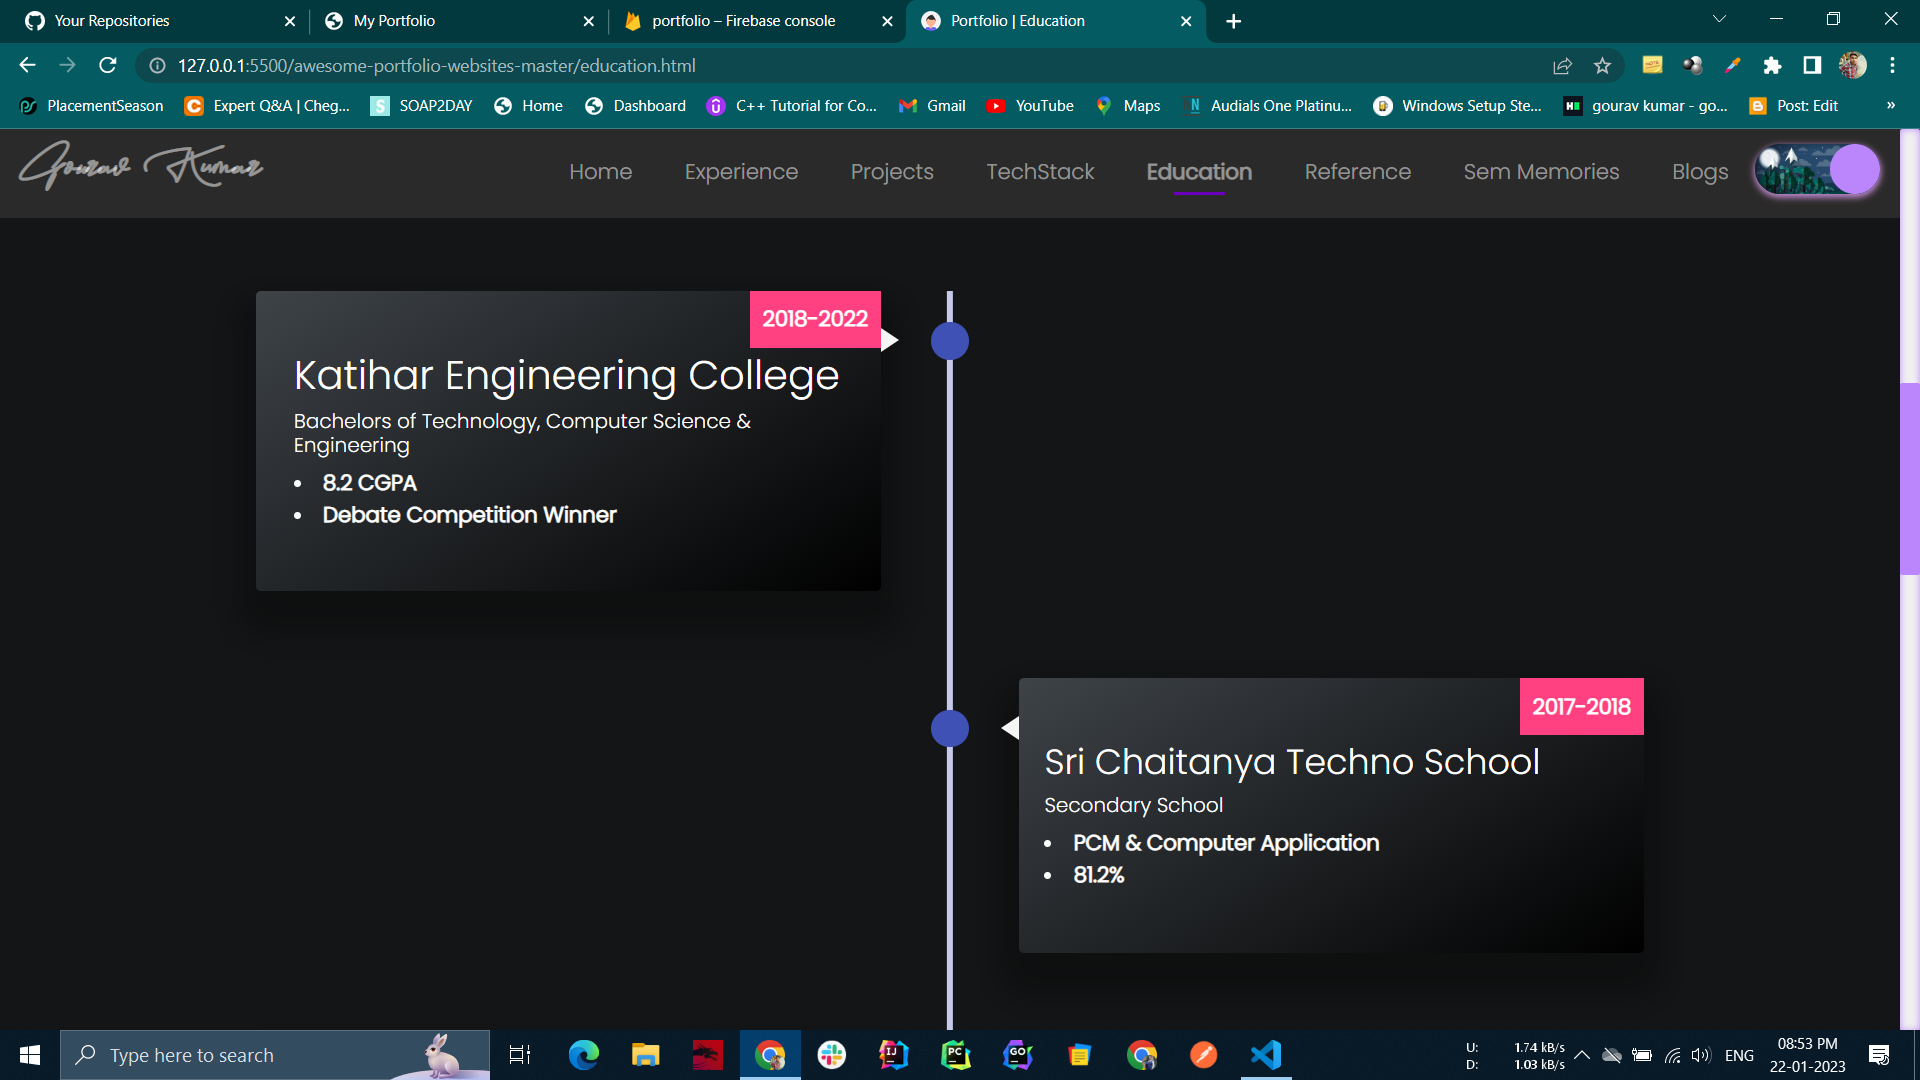 Your Repositories
My Portfolio
portfolio – Firebase console
Portfolio | Education
127.0.0.1:5500/awesome-portfolio-websites-master/education.html
PlacementSeason
Expert Q&A | Cheg...
SOAP2DAY
Home
Dashboard
C++ Tutorial for Co...
Gmail
YouTube
Maps
Audials One Platinu...
Windows Setup Ste...
gourav kumar - go...
Post: Edit
»
Gourav Kumar
Home
Experience
Projects
TechStack
Education
Reference
Sem Memories
Blogs
2018-2022
Katihar Engineering College
Bachelors of Technology, Computer Science &
Engineering
• 8.2 CGPA
• Debate Competition Winner
2017-2018
Sri Chaitanya Techno School
Secondary School
• PCM & Computer Application
• 81.2%
Type here to search
U: 1.74 kB/s
D: 1.03 kB/s
ENG
08:53 PM
22-01-2023